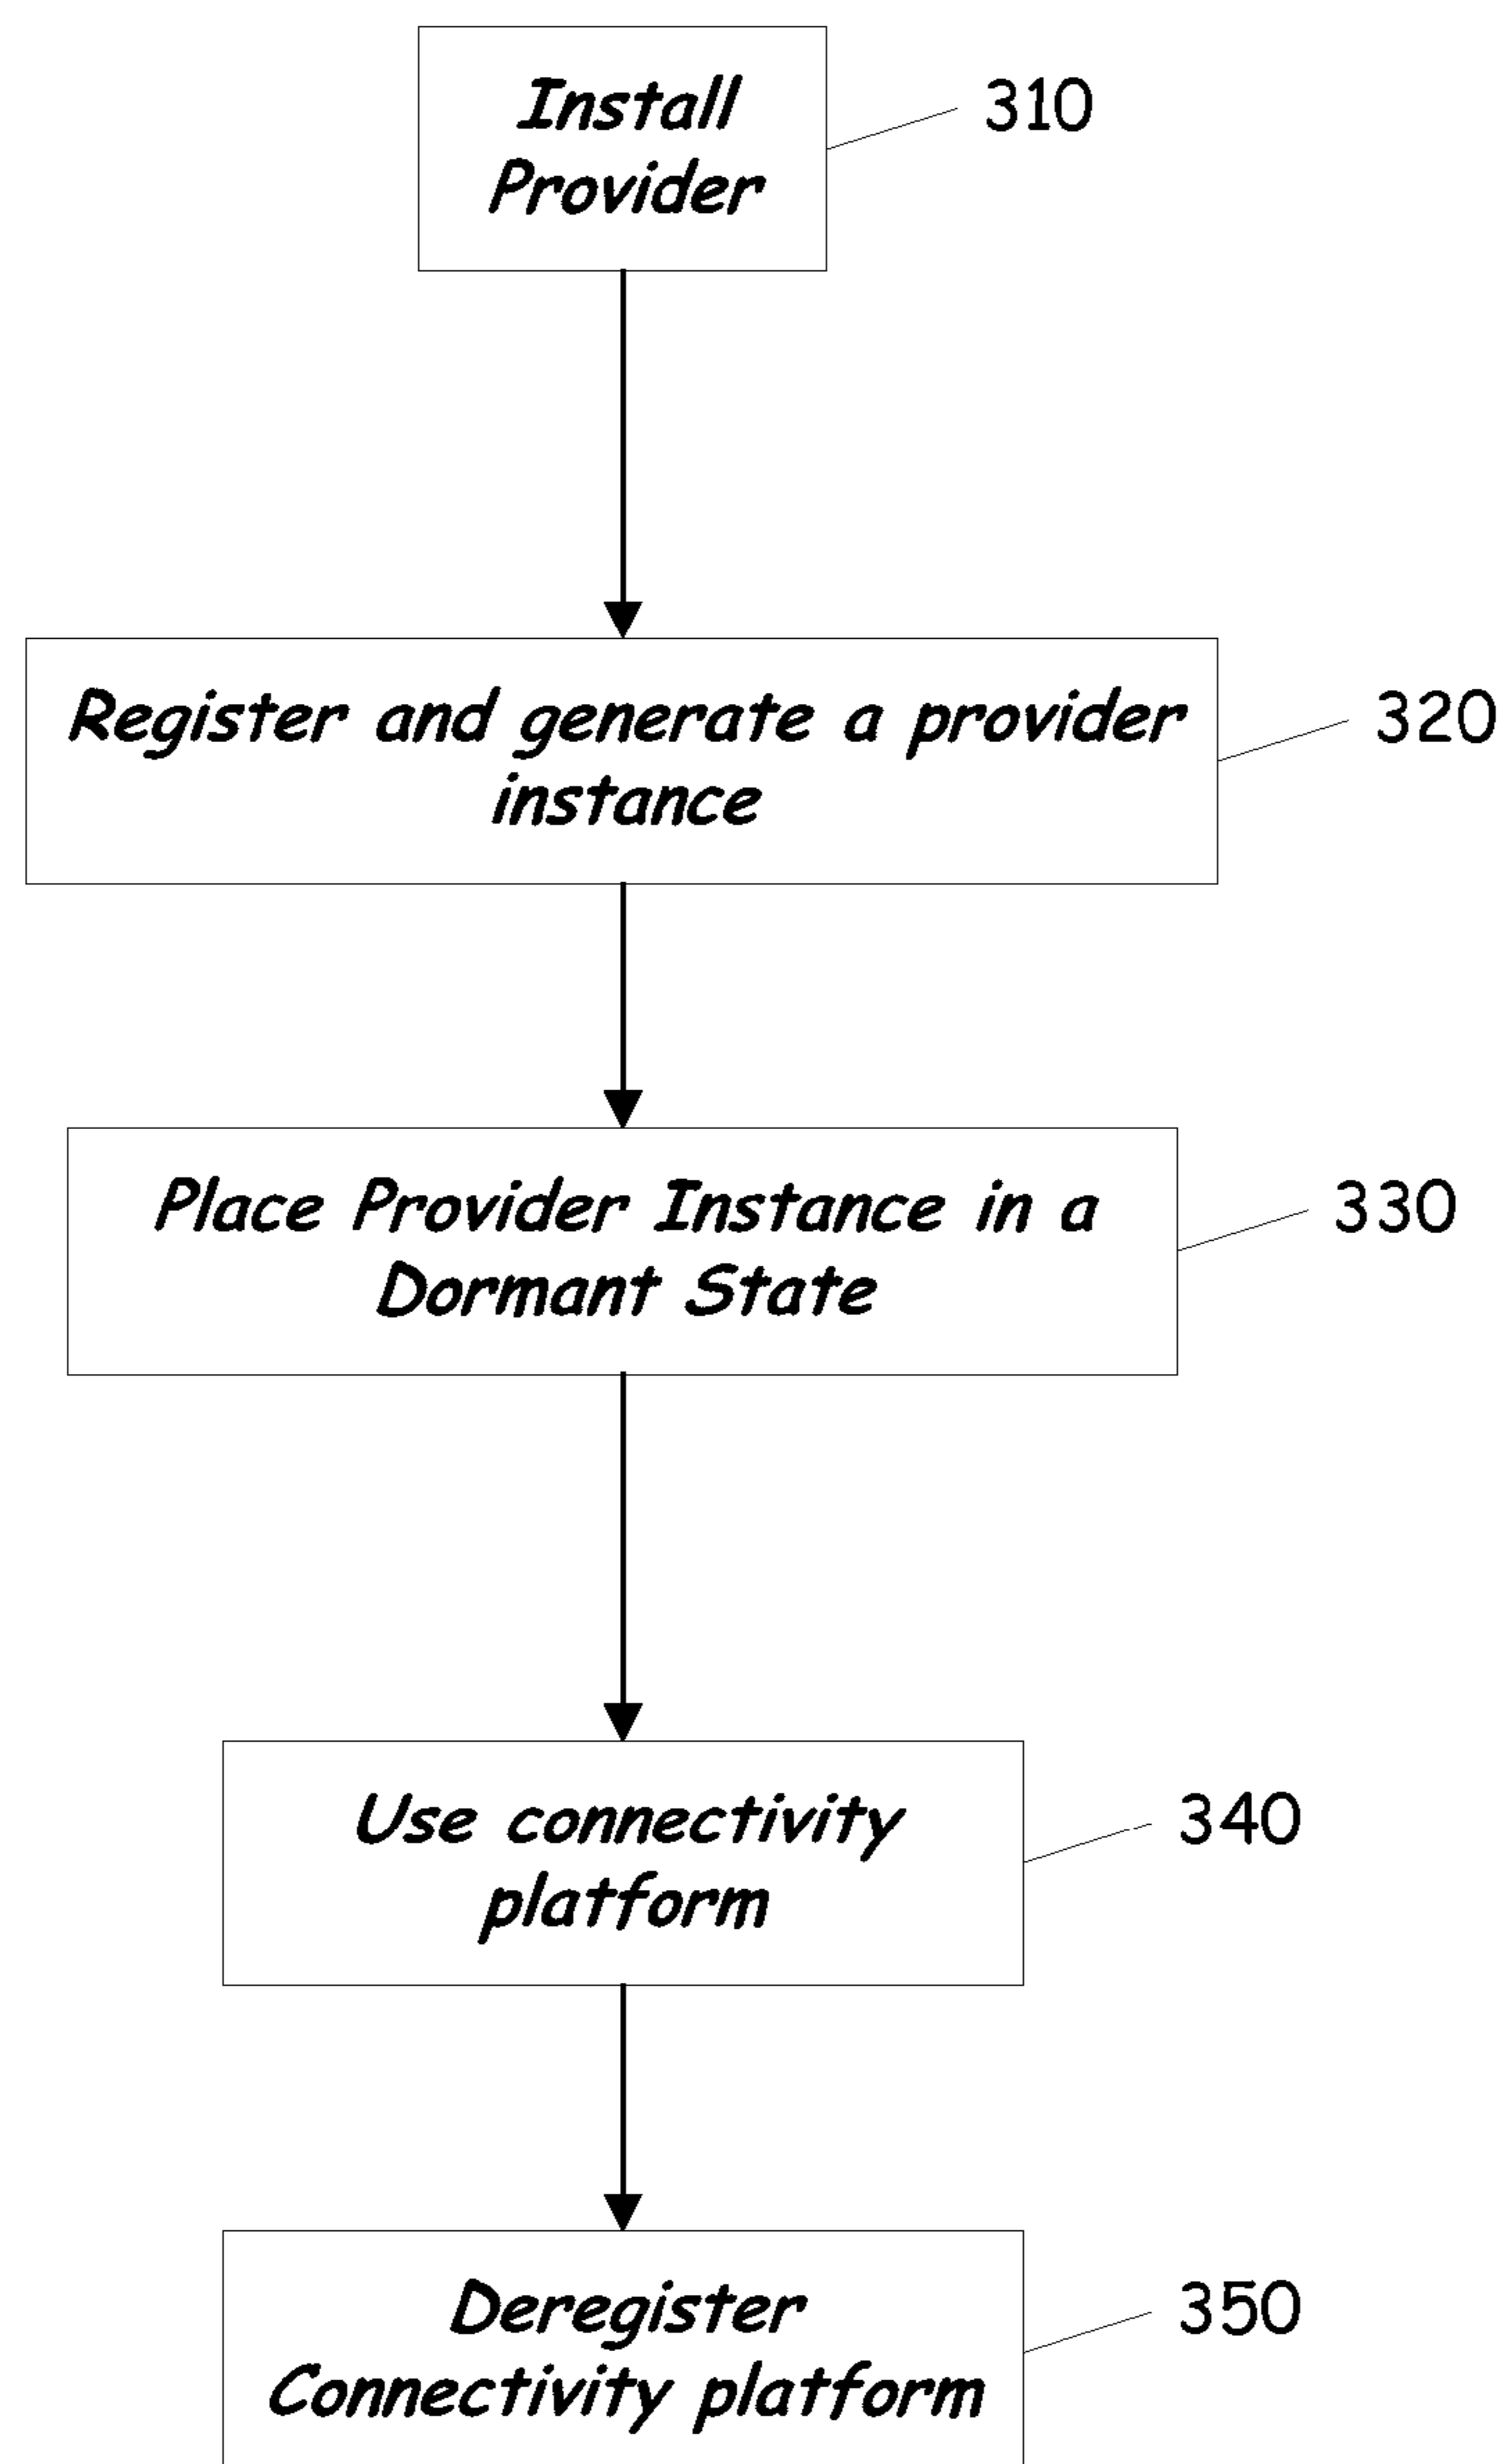 Install
Provider
310
Register and generate a provider
instance
320
Place Provider Instance in a
Dormant State
330
Use connectivity
platform
340
Deregister
Connectivity platform
350